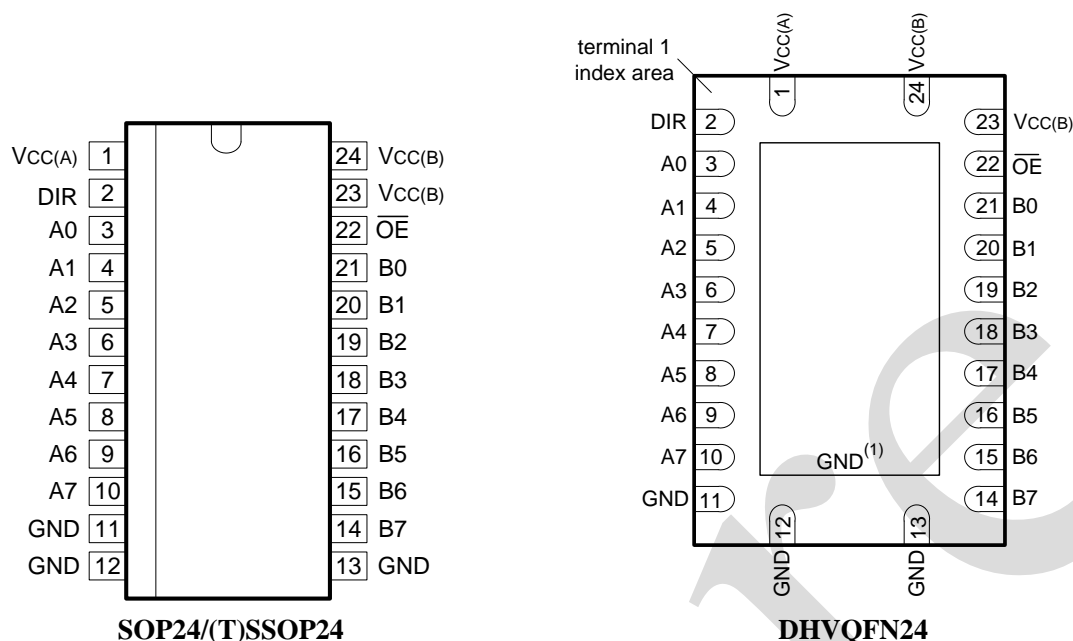 VCC(A) 1 24 VCC(B)
DIR 2 23 VCC(B)
A0 3 22 OE
A1 4 21 B0
A2 5 20 B1
A3 6 19 B2
A4 7 18 B3
A5 8 17 B4
A6 9 16 B5
A7 10 15 B6
GND 11 14 B7
GND 12 13 GND
SOP24/(T)SSOP24
terminal 1
index area
VCC(A) VCC(B)
1 24
DIR 2 23 VCC(B)
A0 3 22 OE
A1 4 21 B0
A2 5 20 B1
A3 6 19 B2
A4 7 18 B3
A5 8 17 B4
A6 9 16 B5
A7 10 15 B6
GND(1)
GND 11 14 B7
12 13
GND GND
DHVQFN24